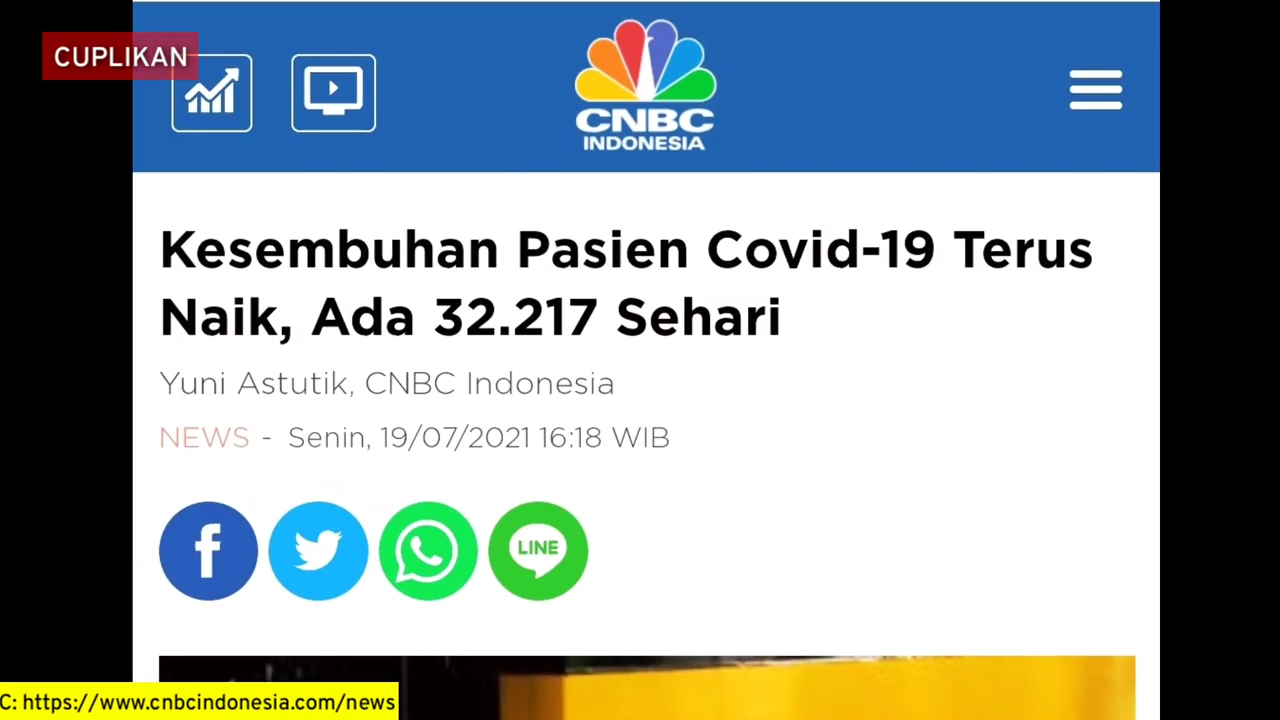 CUPLIKAN
CNBC
INDONESIA
Kesembuhan Pasien Covid-19 Terus
Naik, Ada 32.217 Sehari
Yuni Astutik, CNBC Indonesia
NEWS - Senin, 19/07/2021 16:18 WIB
LINE
C: https://www.cnbcindonesia.com/news